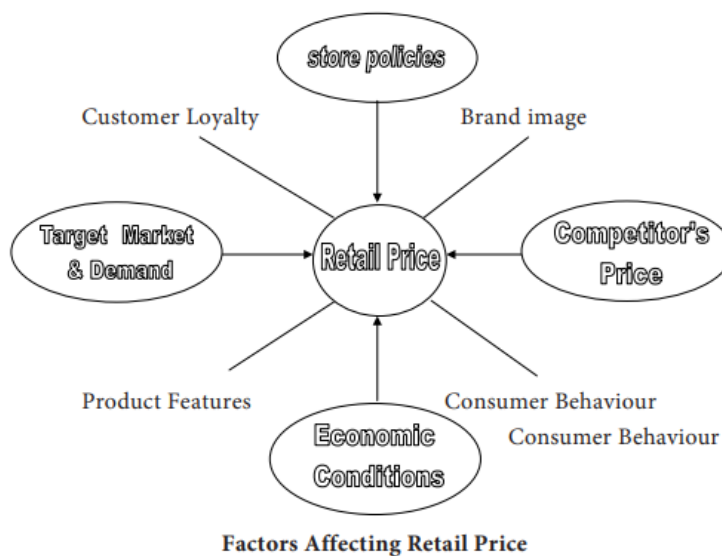 store policies
Customer Loyalty
Brand image
Target Market
& Demand
Retail Price
Competitor's
Price
Product Features
Consumer Behaviour
Consumer Behaviour
Economic
Conditions
Factors Affecting Retail Price